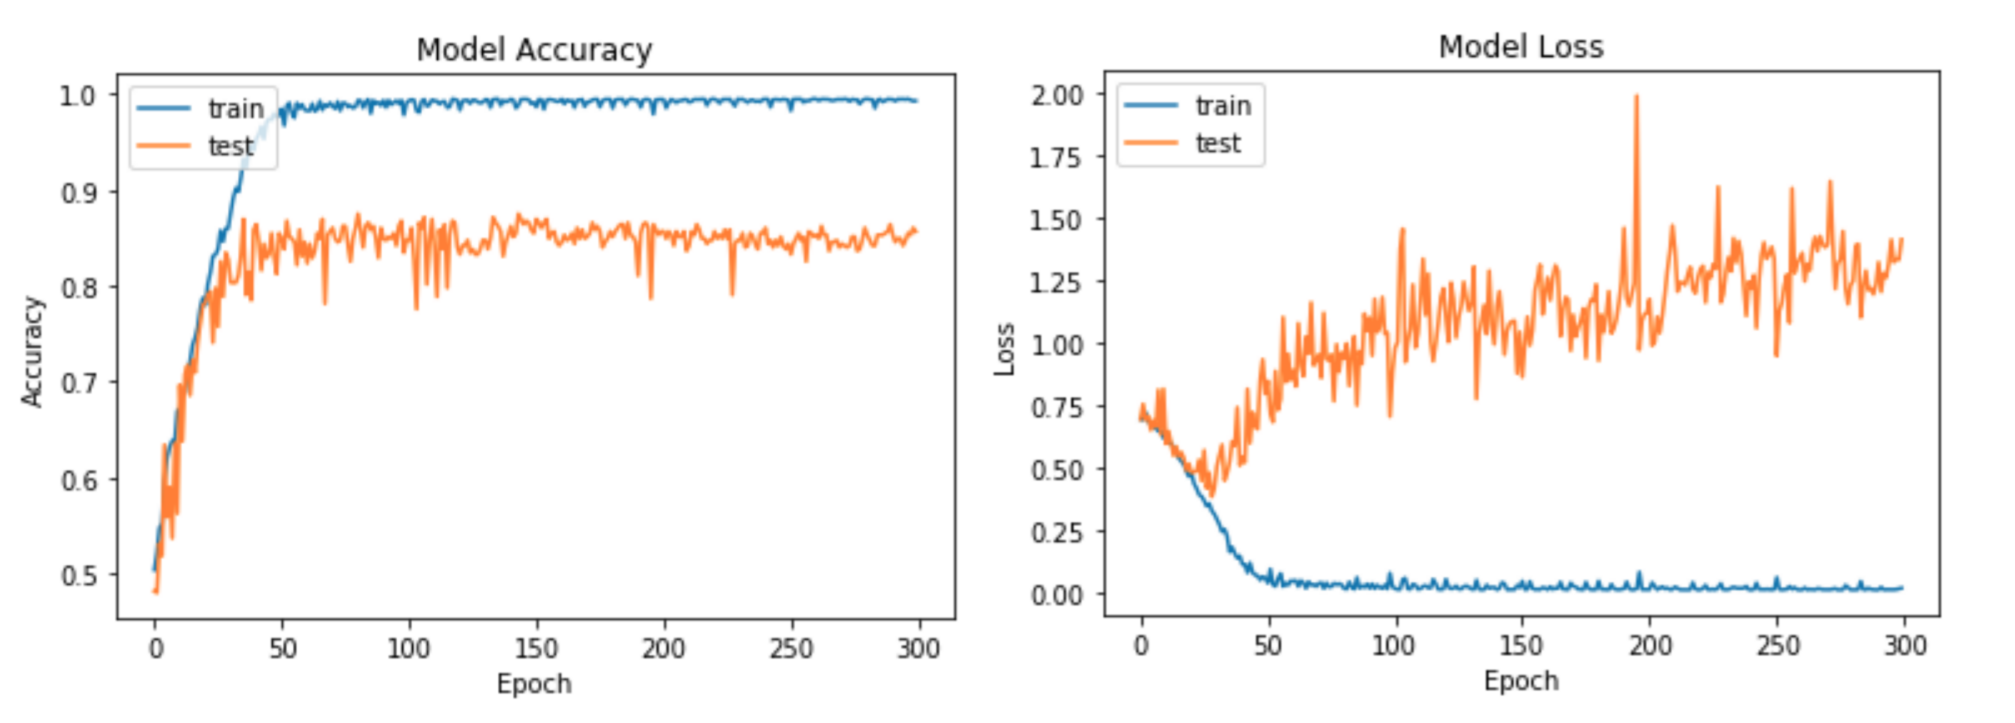 Model Accuracy
train
test
1.0
0.9
0.8
0.7
0.6
0.5
Accuracy
0 50 100 150 200 250 300
Epoch
Model Loss
train
test
2.00
1.75
1.50
1.25
1.00
0.75
0.50
0.25
0.00
Loss
0 50 100 150 200 250 300
Epoch